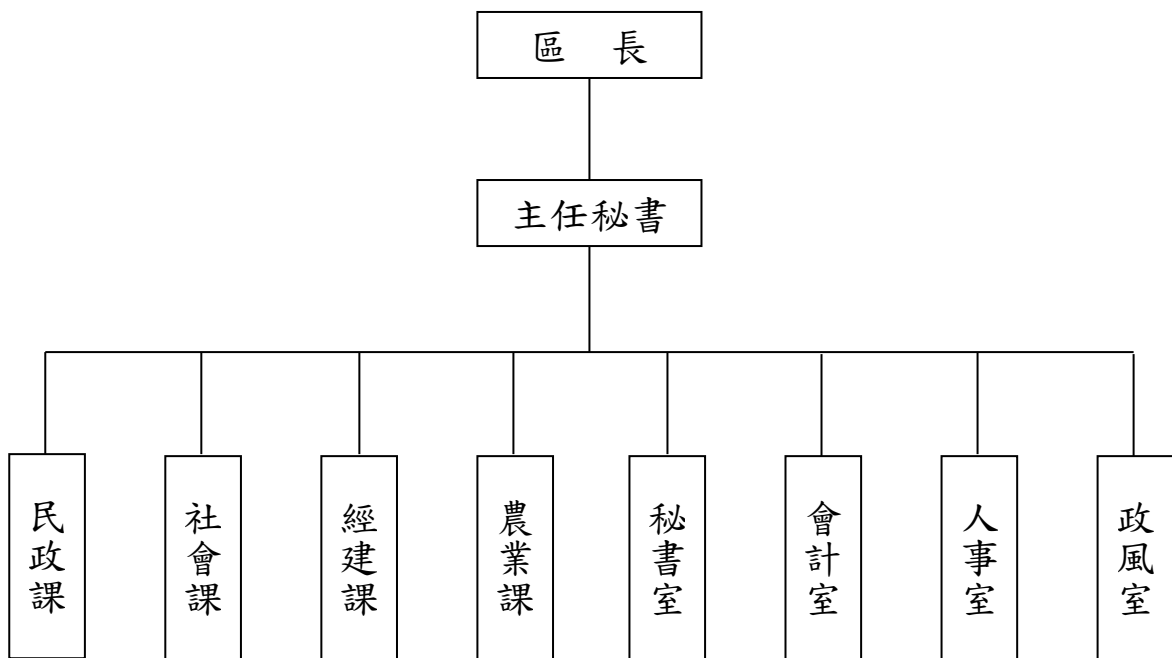 區 長
主任秘書
民政課
社會課
經建課
農業課
秘書室
會計室
人事室
政風室